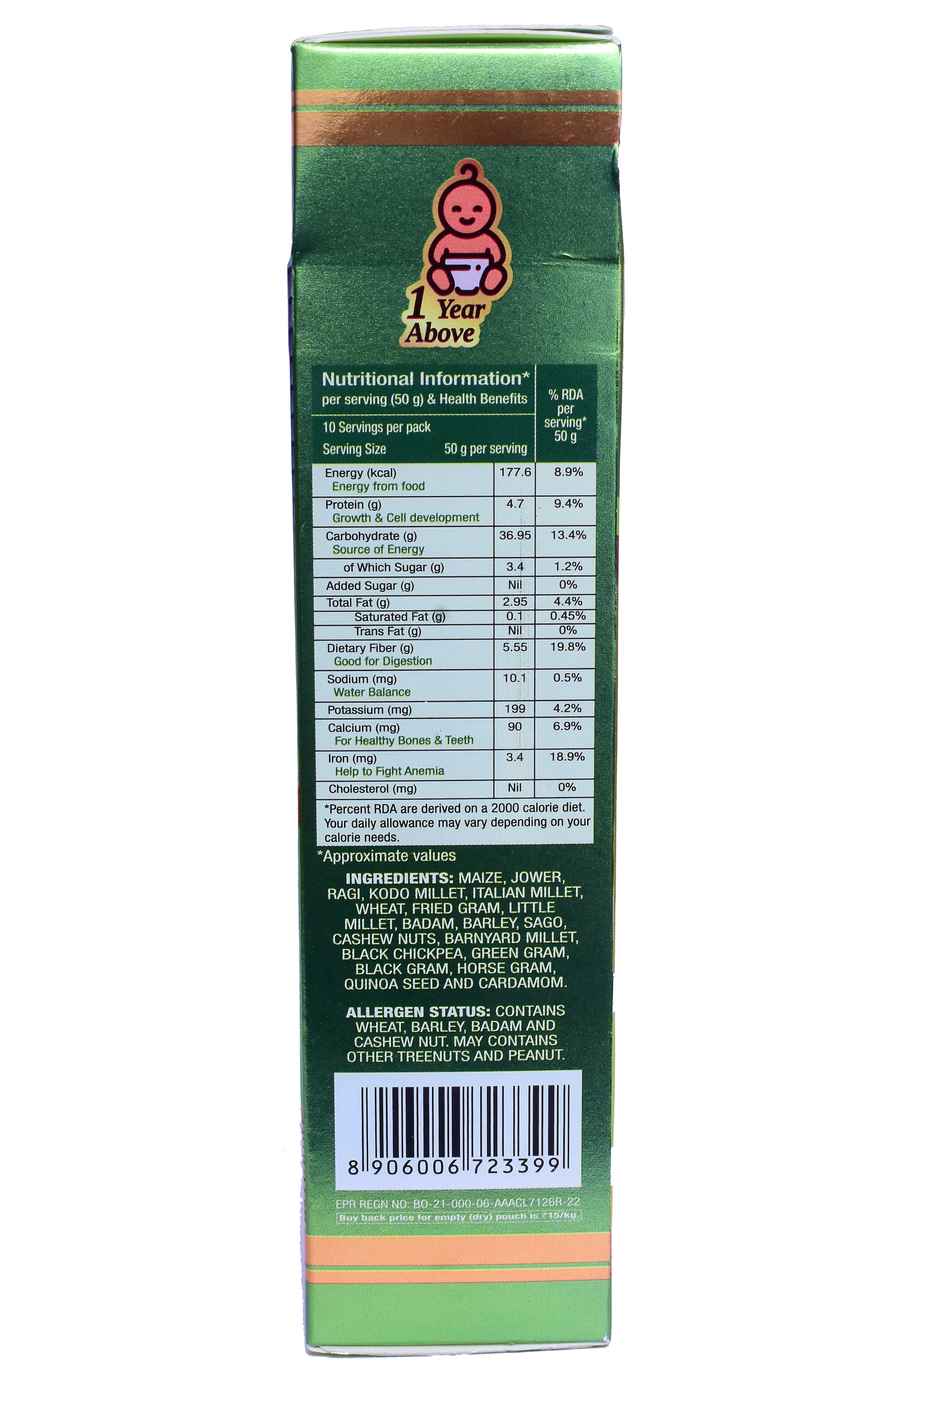 1 Year
Above
Nutritional Information*
per serving (50 g) & Health Benefits
% RDA
per
serving*
50 g
10 Servings per pack
Serving Size 50 g per serving
Energy (kcal) 177.6 8.9%
Energy from food
Protein (g) 4.7 9.4%
Growth & Cell development
Carbohydrate (g) 36.95 13.4%
Source of Energy
of Which Sugar (g) 3.4 1.2%
Added Sugar (g) Nil 0%
Total Fat (g) 2.95 4.4%
Saturated Fat (g) 0.1 0.45%
Trans Fat (g) Nil 0%
Dietary Fiber (g) 5.55 19.8%
Good for Digestion
Sodium (mg) 10.1 0.5%
Water Balance
Potassium (mg) 199 4.2%
Calcium (mg) 90 6.9%
For Healthy Bones & Teeth
Iron (mg) 3.4 18.9%
Help to Fight Anemia
Cholesterol (mg) Nil 0%
*Percent RDA are derived on a 2000 calorie diet.
Your daily allowance may vary depending on your
calorie needs.
*Approximate values
INGREDIENTS: MAIZE, JOWER,
RAGI, KODO MILLET, ITALIAN MILLET,
WHEAT, FRIED GRAM, LITTLE
MILLET, BADAM, BARLEY, SAGO,
CASHEW NUTS, BARNYARD MILLET,
BLACK CHICKPEA, GREEN GRAM,
BLACK GRAM, HORSE GRAM,
QUINOA SEED AND CARDAMOM.
ALLERGEN STATUS: CONTAINS
WHEAT, BARLEY, BADAM AND
CASHEW NUT. MAY CONTAINS
OTHER TREENUTS AND PEANUT.
8 906006 723399
EPR REGN NO: BO-21-000-06-AAACL7126R-22
Buy back price for empty (dry) pouch is ₹15/kg.